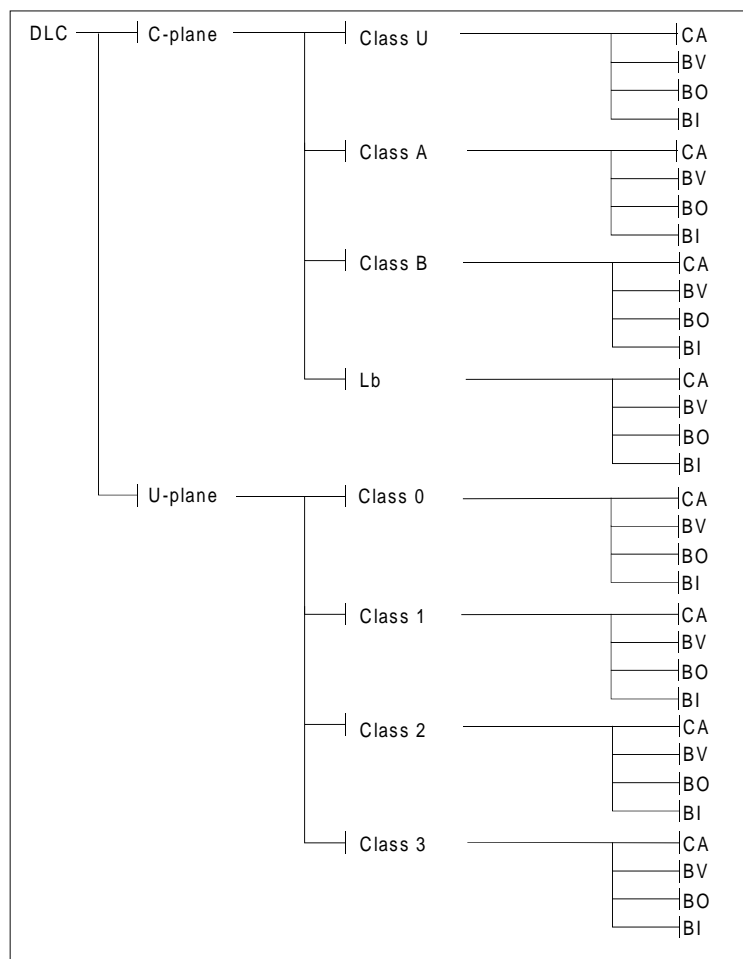 DLC C-plane Class U CA
BV
BO
BI
Class A CA
BV
BO
BI
Class B CA
BV
BO
BI
Lb CA
BV
BO
BI
U-plane Class 0 CA
BV
BO
BI
Class 1 CA
BV
BO
BI
Class 2 CA
BV
BO
BI
Class 3 CA
BV
BO
BI